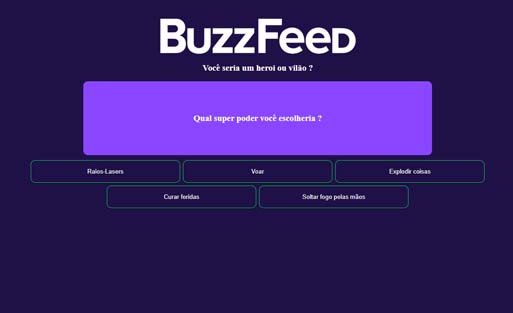 BuzzFeed
Você seria um heroi ou vilão ?
Qual super poder você escolheria ?
Raios-Lasers
Voar
Explodir coisas
Curar feridas
Soltar fogo pelas mãos